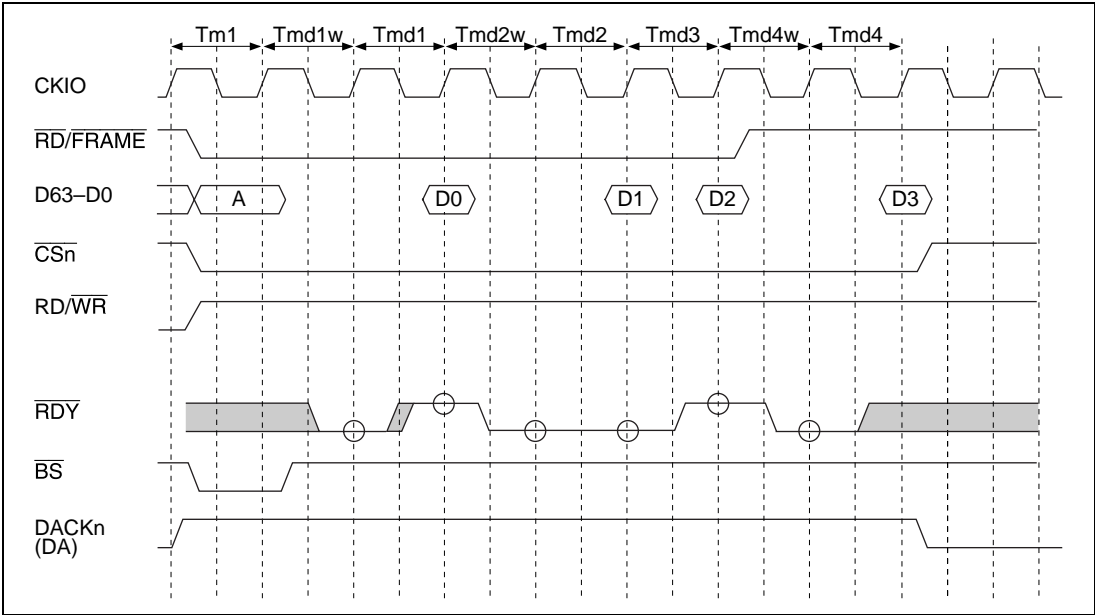 Tm1 Tmd1w Tmd1 Tmd2w Tmd2 Tmd3 Tmd4w Tmd4
CKIO
RD/FRAME
D63–D0 A D0 D1 D2 D3
CSn
RD/WR
RDY
BS
DACKn
(DA)